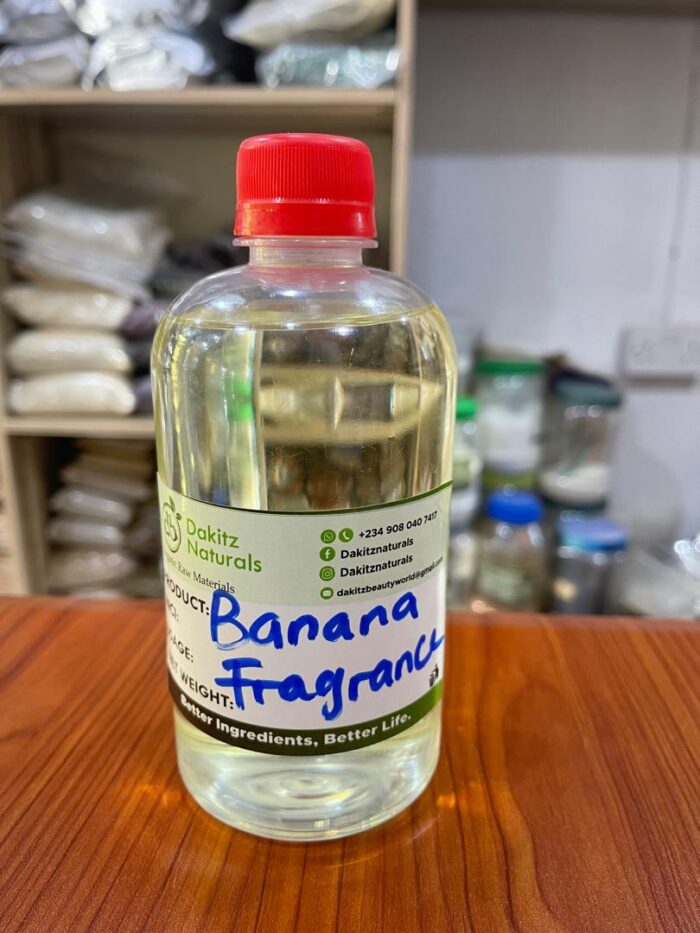 Dakitz
Naturals
Raw Materials
+234 908 040 7417
Dakitznaturals
Dakitznaturals
dakitzbeautyworld@gmail.com
PRODUCT: Banana
WEIGHT: Fragrance
Better Ingredients, Better Life.